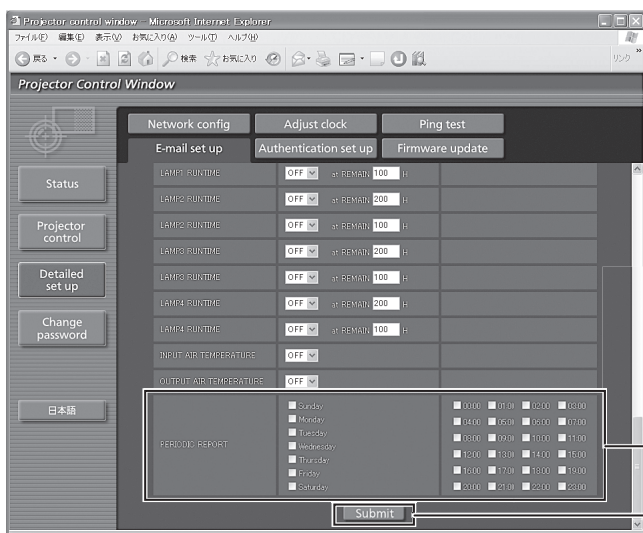 Projector control window - Microsoft Internet Explorer
ファイル(F) 編集(E) 表示(V) お気に入り(A) ツール(T) ヘルプ(H)
戻る 検索 お気に入り リンク
Projector Control Window
Network config Adjust clock Ping test
E-mail set up Authentication set up Firmware update
Status
Projector control
Detailed set up
Change password
日本語
LAMP1 RUNTIME OFF at REMAIN 100 H
LAMP2 RUNTIME OFF at REMAIN 200 H
LAMP2 RUNTIME OFF at REMAIN 100 H
LAMP3 RUNTIME OFF at REMAIN 200 H
LAMP3 RUNTIME OFF at REMAIN 100 H
LAMP4 RUNTIME OFF at REMAIN 200 H
LAMP4 RUNTIME OFF at REMAIN 100 H
INPUT AIR TEMPERATURE OFF
OUTPUT AIR TEMPERATURE OFF
PERIODIC REPORT
Sunday
Monday
Tuesday
Wednesday
Thursday
Friday
Saturday
00:00 01:00 02:00 03:00
04:00 05:00 06:00 07:00
08:00 09:00 10:00 11:00
12:00 13:00 14:00 15:00
16:00 17:00 18:00 19:00
20:00 21:00 22:00 23:00
Submit